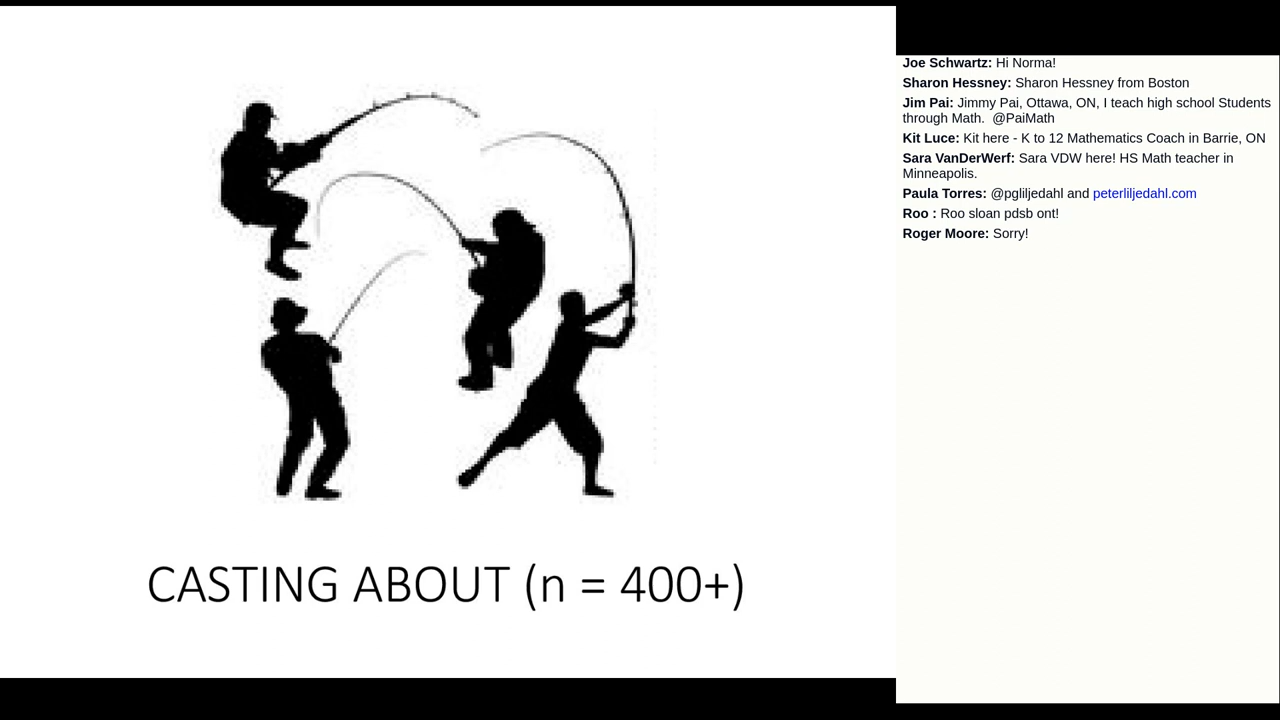 CASTING ABOUT (n = 400+)
Joe Schwartz: Hi Norma!
Sharon Hessney: Sharon Hessney from Boston
Jim Pai: Jimmy Pai, Ottawa, ON, I teach high school Students
through Math.  @PaiMath
Kit Luce: Kit here - K to 12 Mathematics Coach in Barrie, ON
Sara VanDerWerf: Sara VDW here! HS Math teacher in
Minneapolis.
Paula Torres: @pgliljedahl and peterliljedahl.com
Roo : Roo sloan pdsb ont!
Roger Moore: Sorry!